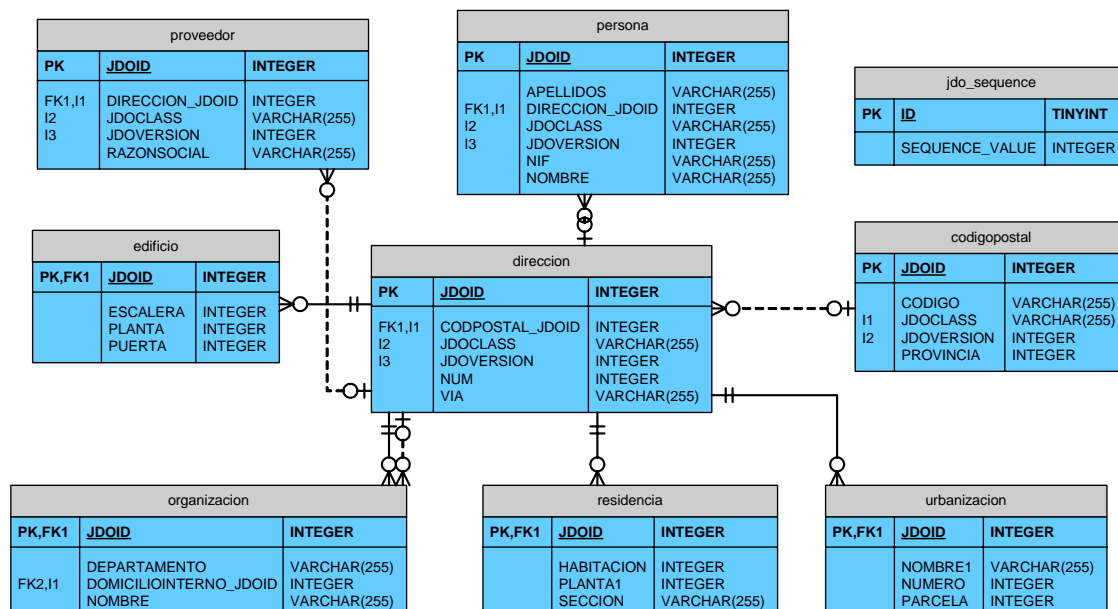 proveedor
PK JDOID INTEGER
FK1,I1 DIRECCION_JDOID INTEGER
I2 JDOCLASS VARCHAR(255)
I3 JDOVERSION INTEGER
RAZONSOCIAL VARCHAR(255)
persona
PK JDOID INTEGER
APELLIDOS VARCHAR(255)
FK1,I1 DIRECCION_JDOID INTEGER
I2 JDOCLASS VARCHAR(255)
I3 JDOVERSION INTEGER
NIF VARCHAR(255)
NOMBRE VARCHAR(255)
jdo_sequence
PK ID TINYINT
SEQUENCE_VALUE INTEGER
edificio
PK,FK1 JDOID INTEGER
ESCALERA INTEGER
PLANTA INTEGER
PUERTA INTEGER
direccion
PK JDOID INTEGER
FK1,I1 CODPOSTAL_JDOID INTEGER
I2 JDOCLASS VARCHAR(255)
I3 JDOVERSION INTEGER
NUM INTEGER
VIA VARCHAR(255)
codigopostal
PK JDOID INTEGER
CODIGO VARCHAR(255)
I1 JDOCLASS VARCHAR(255)
I2 JDOVERSION INTEGER
PROVINCIA INTEGER
organizacion
PK,FK1 JDOID INTEGER
DEPARTAMENTO VARCHAR(255)
FK2,I1 DOMICILIOINTERNO_JDOID INTEGER
NOMBRE VARCHAR(255)
residencia
PK,FK1 JDOID INTEGER
HABITACION INTEGER
PLANTA1 INTEGER
SECCION VARCHAR(255)
urbanizacion
PK,FK1 JDOID INTEGER
NOMBRE1 VARCHAR(255)
NUMERO INTEGER
PARCELA INTEGER